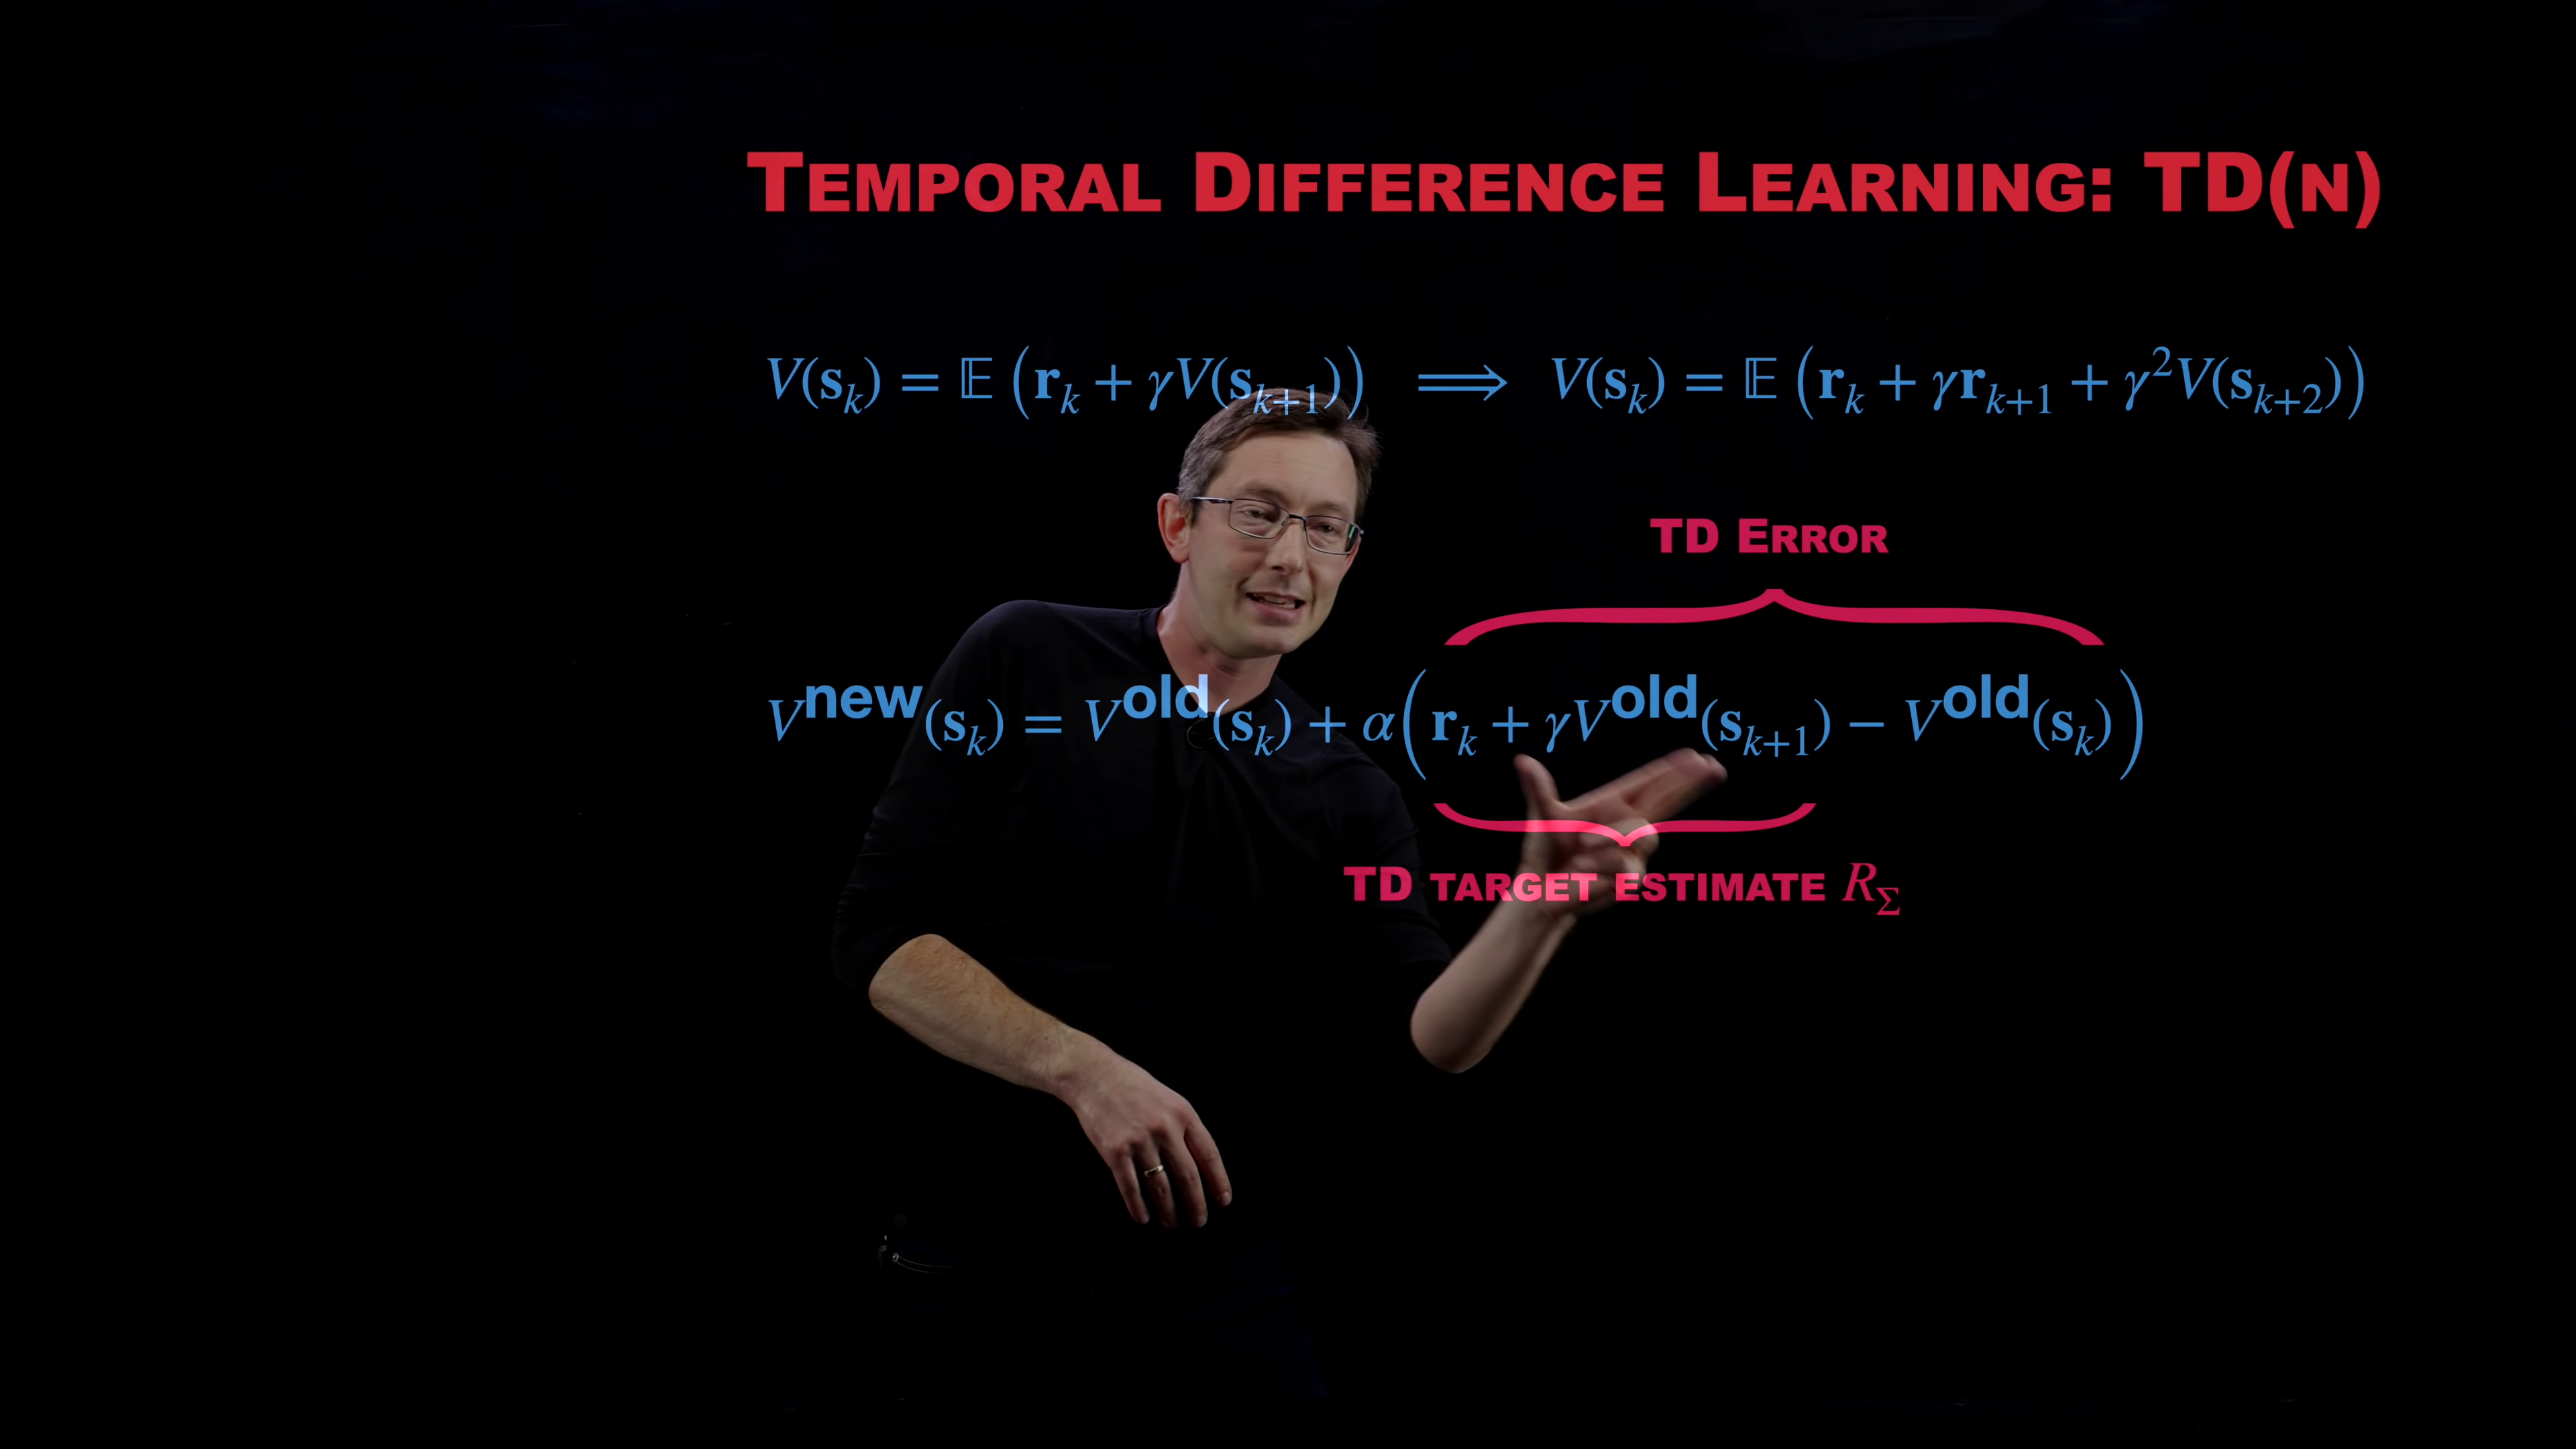 TEMPORAL DIFFERENCE LEARNING: TD(N)
V(s_k) = 𝔼 (r_k + γV(s_{k+1})) ⟹ V(s_k) = 𝔼 (r_k + γr_{k+1} + γ²V(s_{k+2}))
TD ERROR
V^new(s_k) = V^old(s_k) + α(r_k + γV^old(s_{k+1}) − V^old(s_k))
TD TARGET ESTIMATE R_Σ